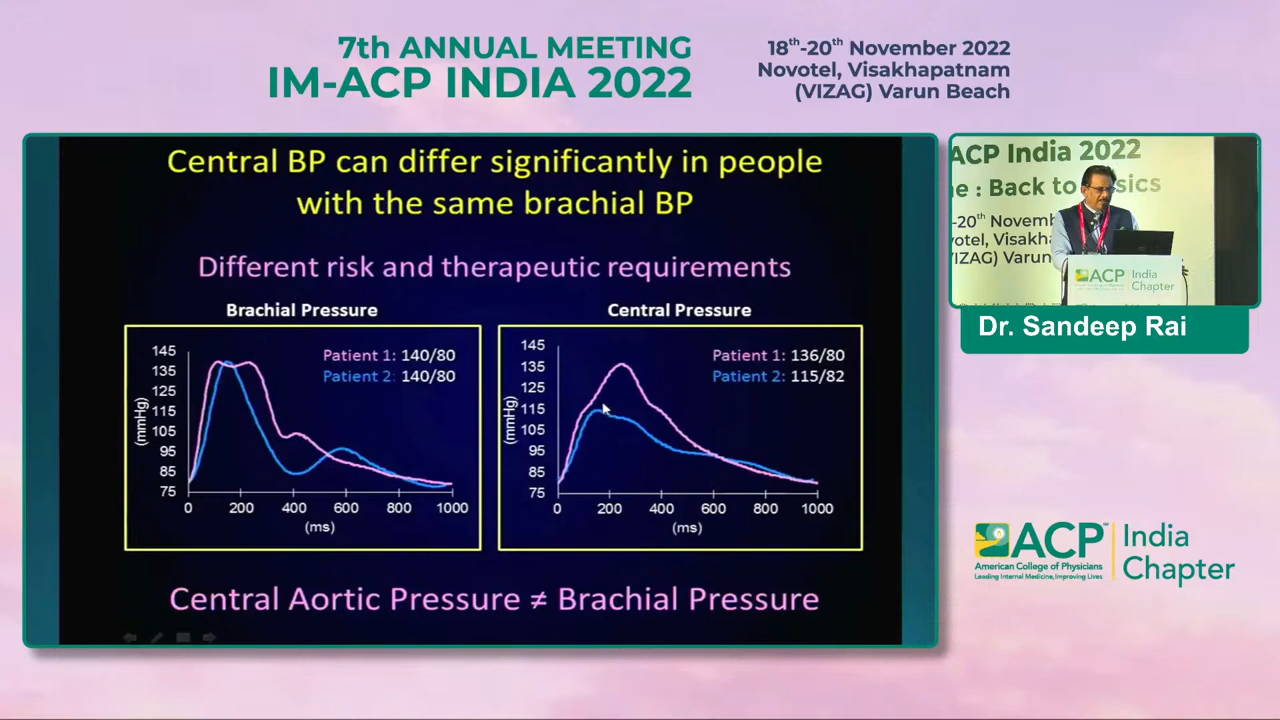 7th ANNUAL MEETING
IM-ACP INDIA 2022
18th-20th November 2022
Novotel, Visakhapatnam
(VIZAG) Varun Beach
Central BP can differ significantly in people
with the same brachial BP
Different risk and therapeutic requirements
Brachial Pressure
Patient 1: 140/80
Patient 2: 140/80
145
135
125
115
105
95
85
75
(mmHg)
0 200 400 600 800 1000
(ms)
Central Pressure
Patient 1: 136/80
Patient 2: 115/82
145
135
125
115
105
95
85
75
(mmHg)
0 200 400 600 800 1000
(ms)
Central Aortic Pressure ≠ Brachial Pressure
ACP India 2022
e : Back to sics
-20th Novem
votel, Visakha
VIZAG) Varun
ACP India
Chapter
Dr. Sandeep Rai
ACP India
Chapter
American College of Physicians
Leading Internal Medicine, Improving Lives